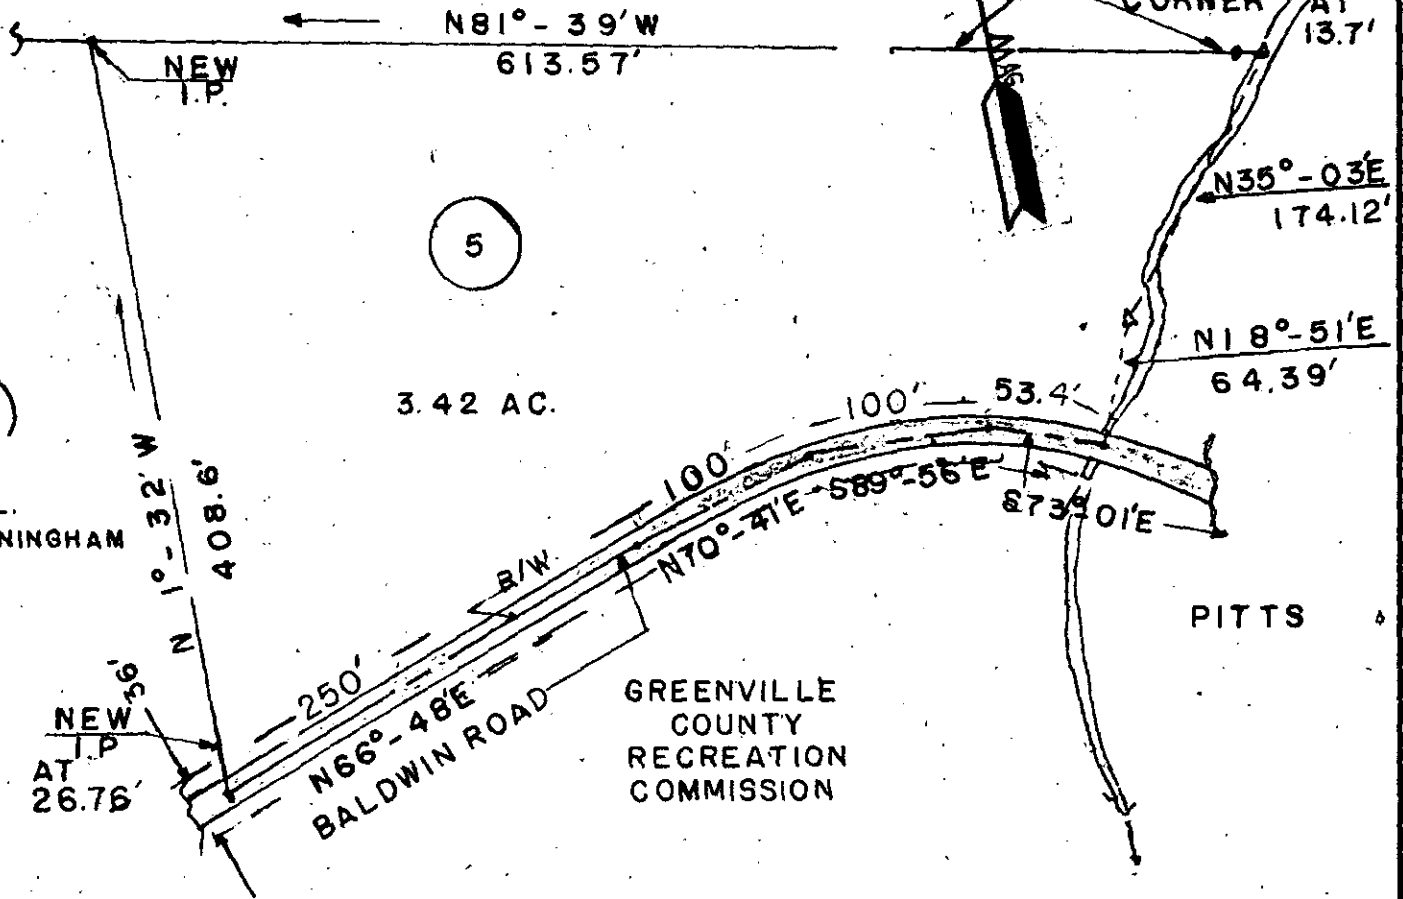 N81°-39'W
613.57'
CORNER AT
13.7'
NEW
I.P.
N35°-03'E
174.12'
5
N18°-51'E
64.39'
3.42 AC.
100'
53.4'
100'
N 1°-32' W
408.6'
S89°-56'E
S73°-01'E
N70°-41'E
NINGHAM
R/W
PITTS
36'
250'
NEW
I.P
AT
26.76'
N66°-48'E
BALDWIN ROAD
GREENVILLE
COUNTY
RECREATION
COMMISSION